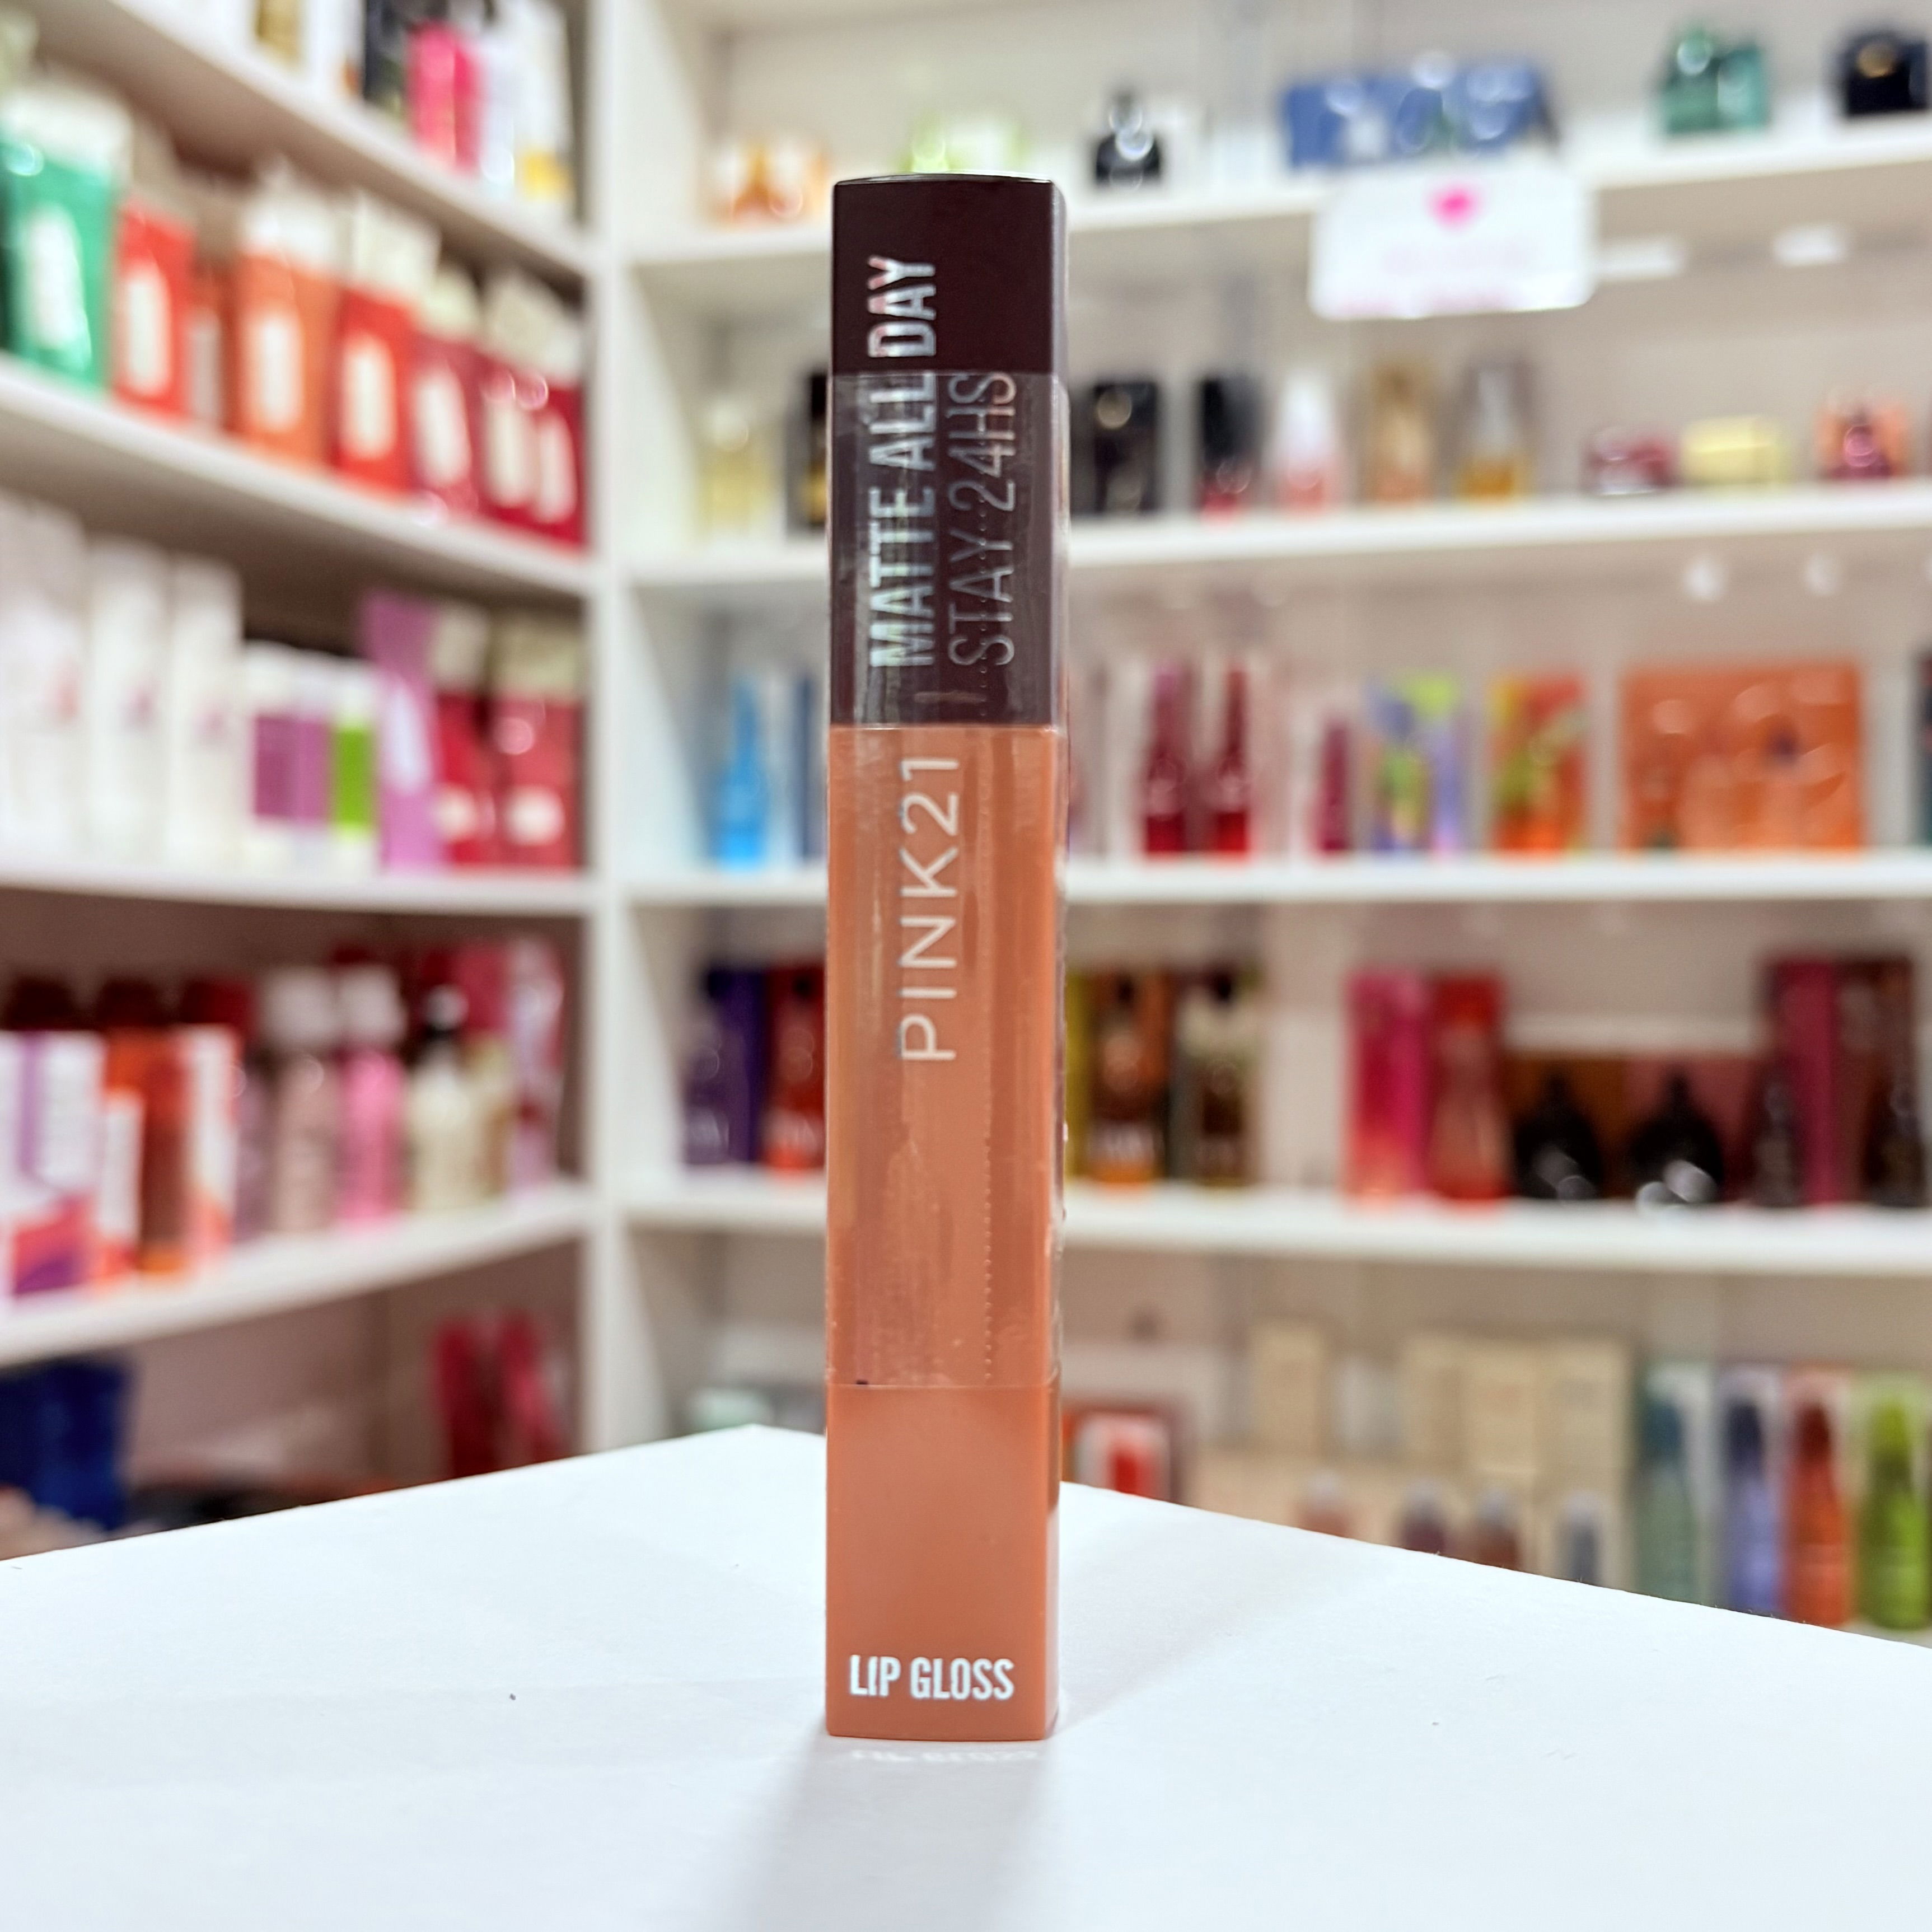 MATTE ALL DAY
STAY 24HS
PINK21
LIP GLOSS